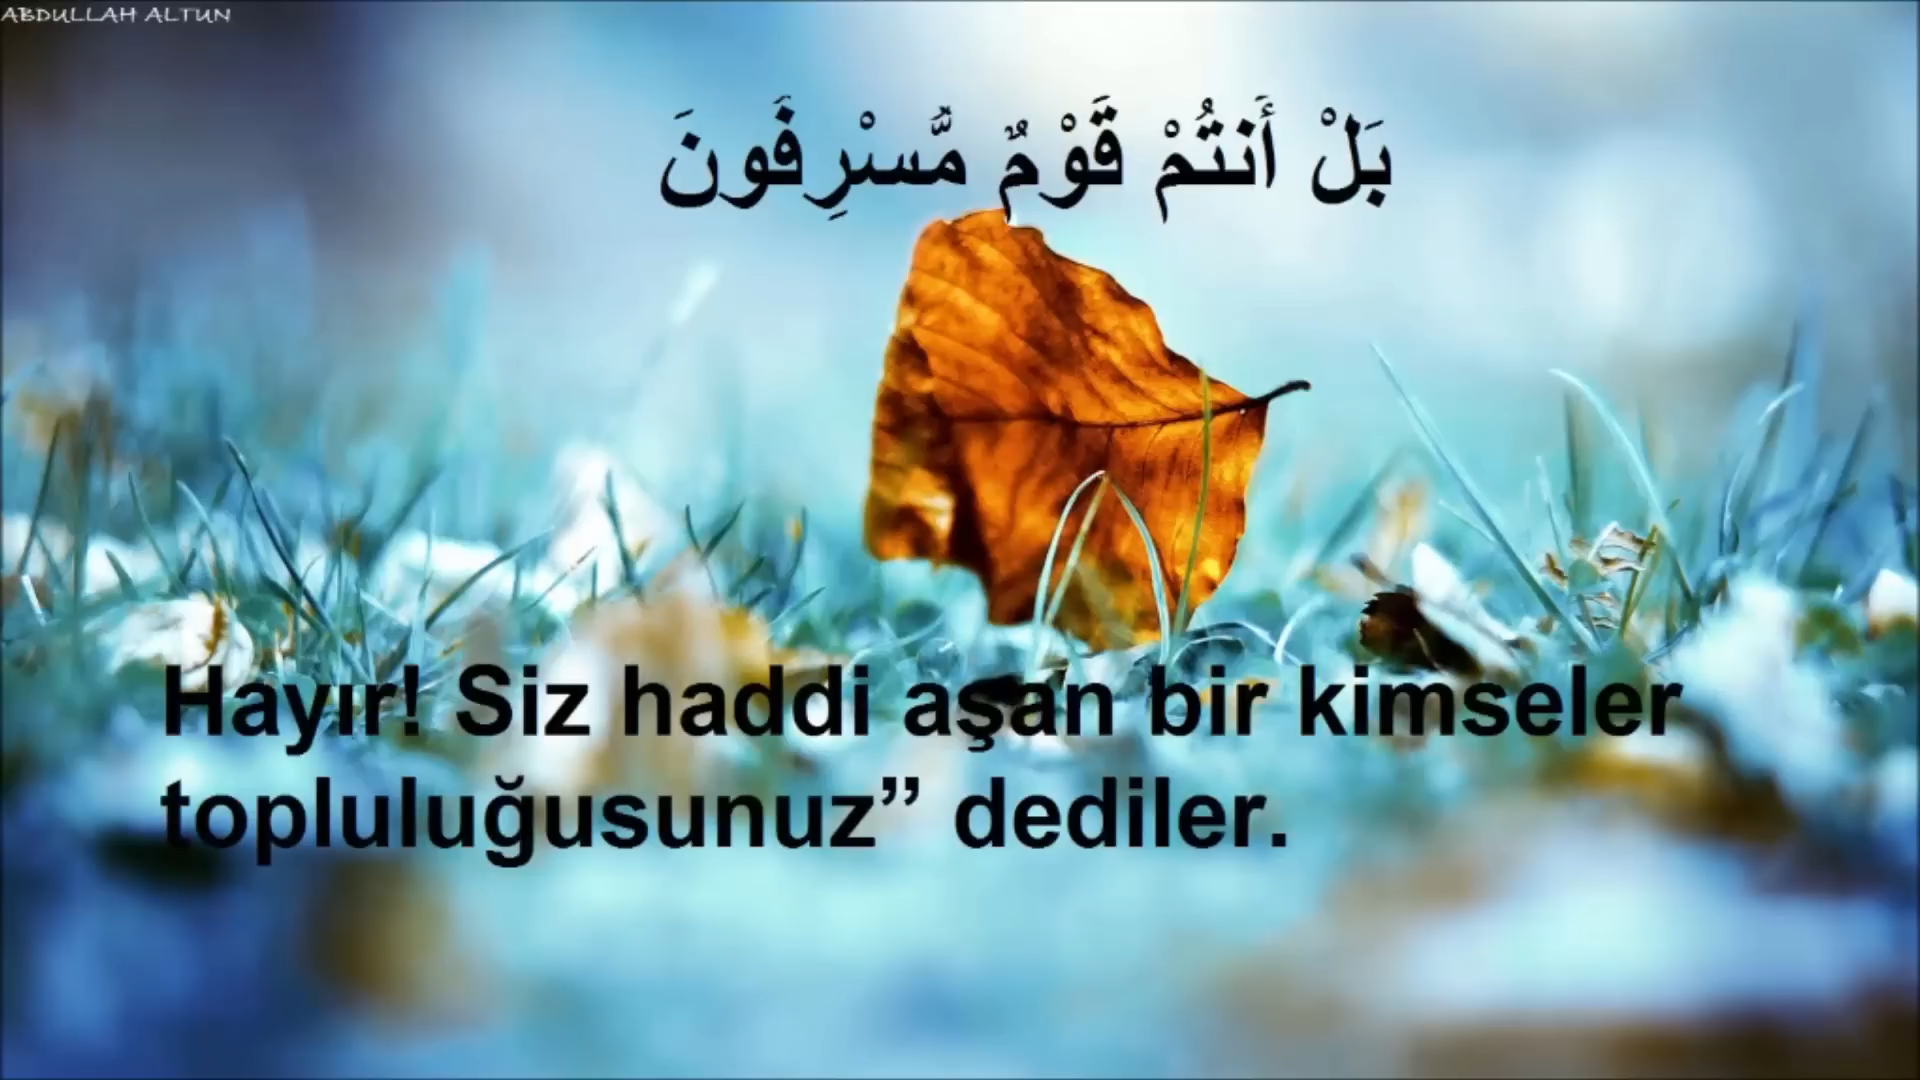 ABDULLAH ALTUN
بَلْ أَنتُمْ قَوْمٌ مُّسْرِفُونَ
Hayır! Siz haddi aşan bir kimseler
topluluğusunuz” dediler.